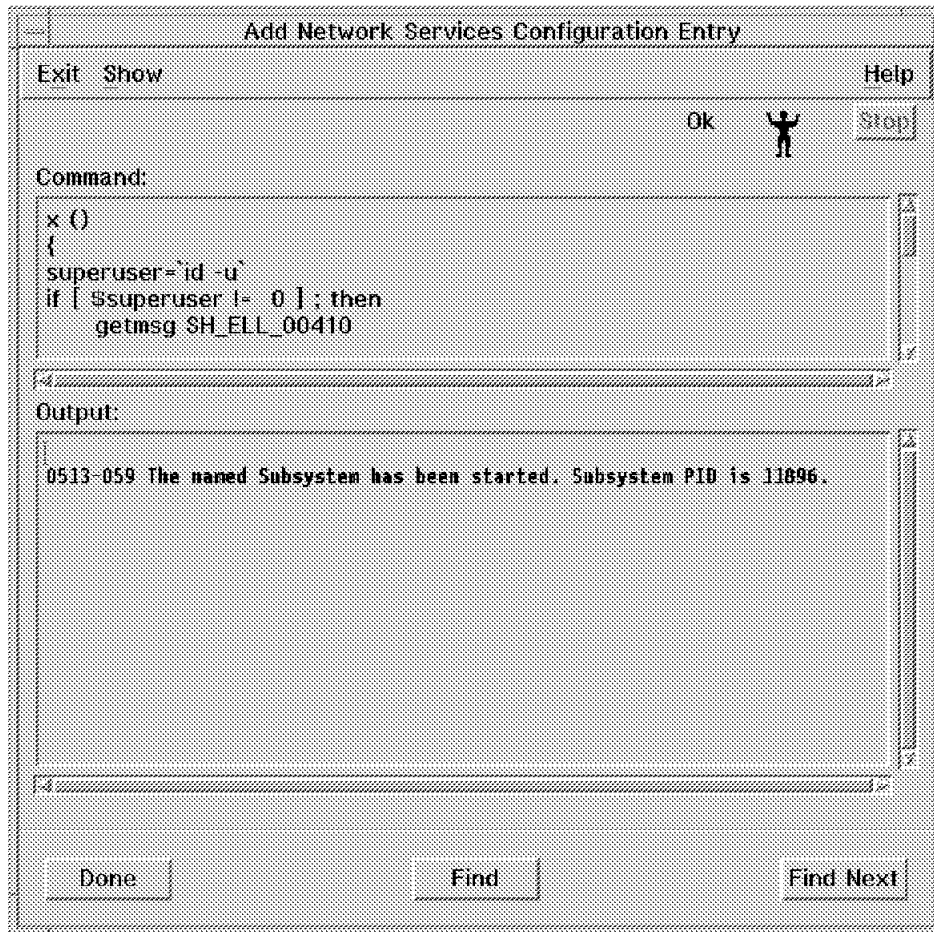 Add Network Services Configuration Entry
Exit Show Help
Ok Stop
Command:
x ()
{
superuser=`id -u`
if [ $superuser != 0 ] ; then
getmsg SH_ELL_00410
Output:
0513-059 The named Subsystem has been started. Subsystem PID is 11896.
Done Find Find Next